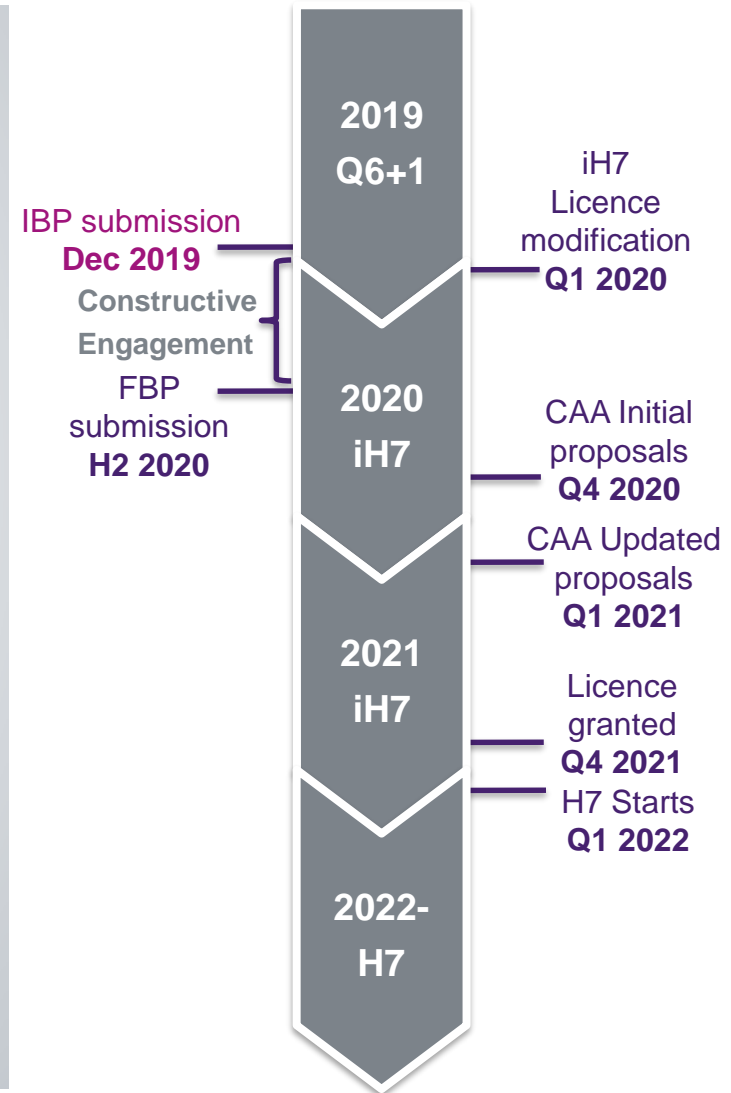 2019
Q6+1
IBP submission
Dec 2019
iH7
Licence
modification
Q1 2020
Constructive
Engagement
FBP
submission
H2 2020
2020
iH7
CAA Initial
proposals
Q4 2020
CAA Updated
proposals
Q1 2021
2021
iH7
Licence
granted
Q4 2021
H7 Starts
Q1 2022
2022-
H7